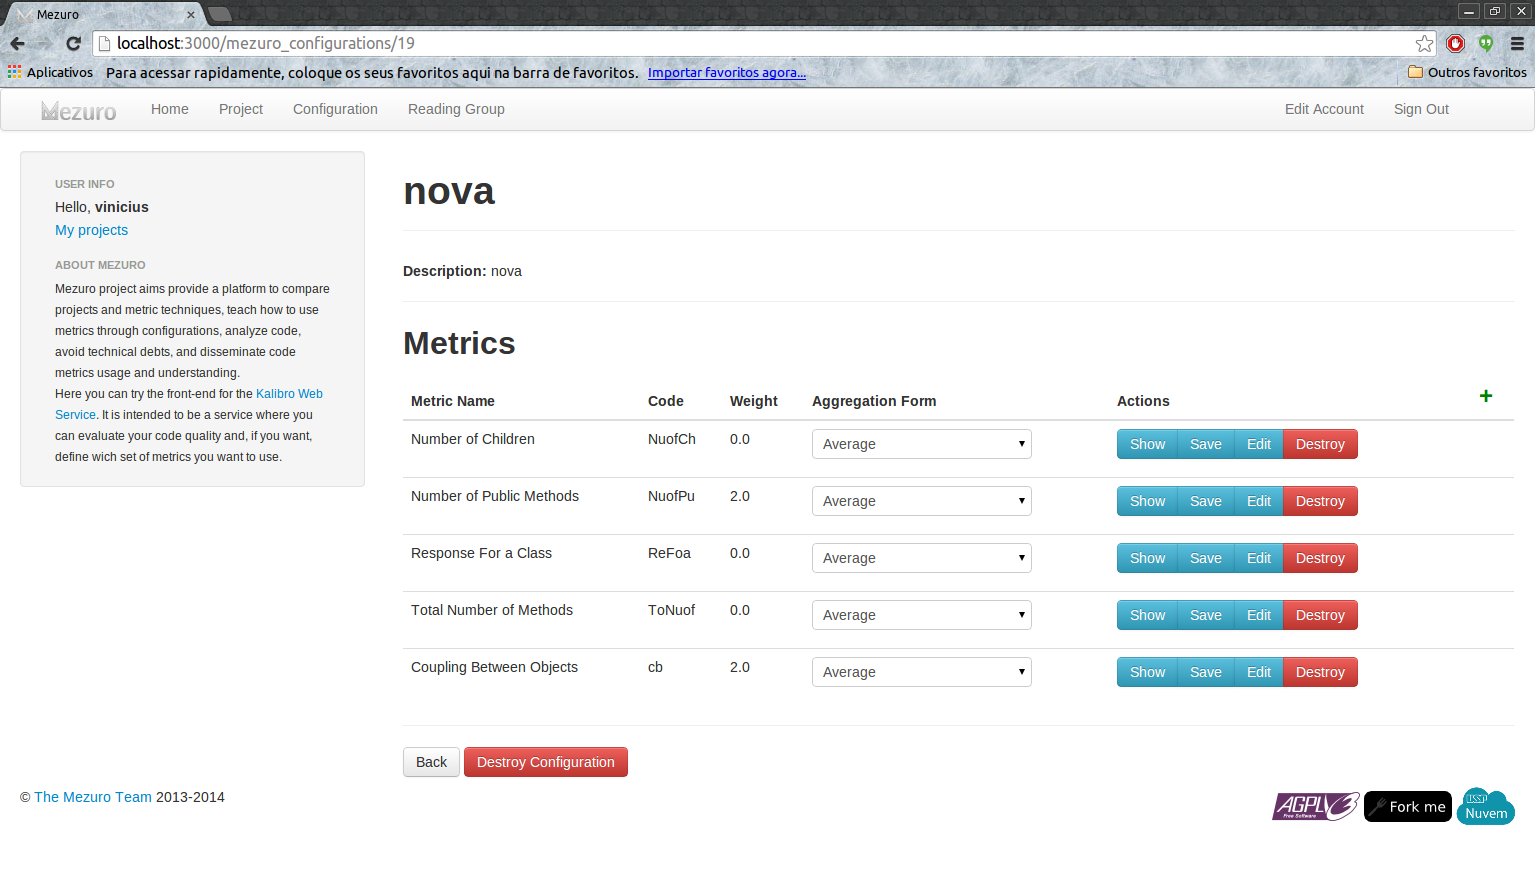 Mezuro
localhost:3000/mezuro_configurations/19
Aplicativos Para acessar rapidamente, coloque os seus favoritos aqui na barra de favoritos. Importar favoritos agora... Outros favoritos
Mezuro Home Project Configuration Reading Group Edit Account Sign Out
USER INFO
Hello, vinicius
My projects
ABOUT MEZURO
Mezuro project aims provide a platform to compare
projects and metric techniques, teach how to use
metrics through configurations, analyze code,
avoid technical debts, and disseminate code
metrics usage and understanding.
Here you can try the front-end for the Kalibro Web
Service. It is intended to be a service where you
can evaluate your code quality and, if you want,
define wich set of metrics you want to use.
nova
Description: nova
Metrics
Metric Name Code Weight Aggregation Form Actions +
Number of Children NuofCh 0.0 Average Show Save Edit Destroy
Number of Public Methods NuofPu 2.0 Average Show Save Edit Destroy
Response For a Class ReFoa 0.0 Average Show Save Edit Destroy
Total Number of Methods ToNuof 0.0 Average Show Save Edit Destroy
Coupling Between Objects cb 2.0 Average Show Save Edit Destroy
Back Destroy Configuration
© The Mezuro Team 2013-2014
AGPLv3
Free Software
Fork me
USP
Nuvem